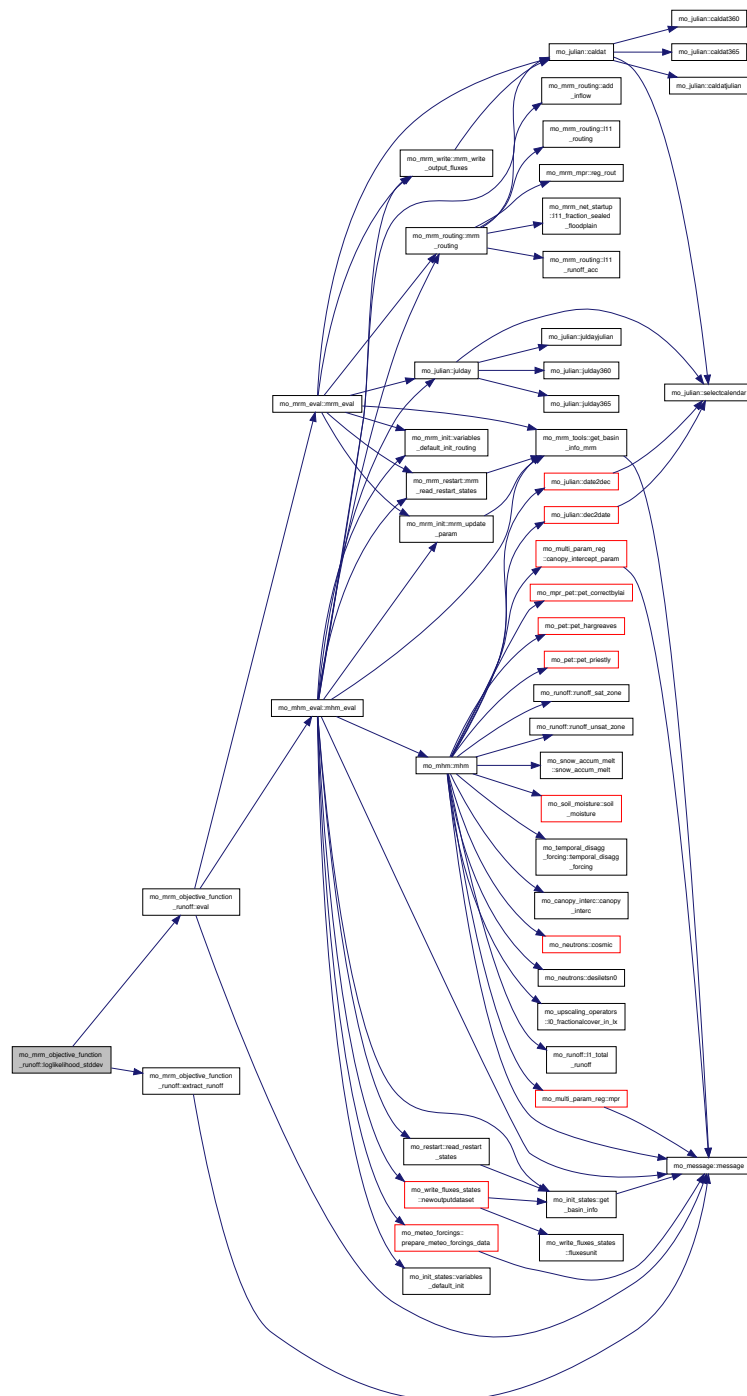 mo_julian::caldat360
mo_julian::caldat
mo_julian::caldat365
mo_julian::caldatjulian
mo_mrm_routing::add
_inflow
mo_mrm_routing::l11
_routing
mo_mrm_write::mrm_write
_output_fluxes
mo_mrm_mpr::reg_rout
mo_mrm_net_startup
::l11_fraction_sealed
_floodplain
mo_mrm_routing::mrm
_routing
mo_mrm_routing::l11
_runoff_acc
mo_julian::juldayjulian
mo_julian::julday
mo_julian::julday360
mo_julian::selectcalendar
mo_mrm_eval::mrm_eval
mo_julian::julday365
mo_mrm_init::variables
_default_init_routing
mo_mrm_tools::get_basin
_info_mrm
mo_mrm_restart::mrm
_read_restart_states
mo_julian::date2dec
mo_mrm_init::mrm_update
_param
mo_julian::dec2date
mo_multi_param_reg
::canopy_intercept_param
mo_mpr_pet::pet_correctbylai
mo_pet::pet_hargreaves
mo_pet::pet_priestly
mo_runoff::runoff_sat_zone
mo_mhm_eval::mhm_eval
mo_runoff::runoff_unsat_zone
mo_mhm::mhm
mo_snow_accum_melt
::snow_accum_melt
mo_soil_moisture::soil
_moisture
mo_temporal_disagg
_forcing::temporal_disagg
_forcing
mo_mrm_objective_function
_runoff::eval
mo_canopy_interc::canopy
_interc
mo_neutrons::cosmic
mo_neutrons::desiletsn0
mo_upscaling_operators
::l0_fractionalcover_in_lx
mo_mrm_objective_function
_runoff::loglikelihood_stddev
mo_runoff::l1_total
_runoff
mo_mrm_objective_function
_runoff::extract_runoff
mo_multi_param_reg::mpr
mo_restart::read_restart
_states
mo_message::message
mo_write_fluxes_states
::newoutputdataset
mo_init_states::get
_basin_info
mo_meteo_forcings::
prepare_meteo_forcings_data
mo_write_fluxes_states
::fluxesunit
mo_init_states::variables
_default_init